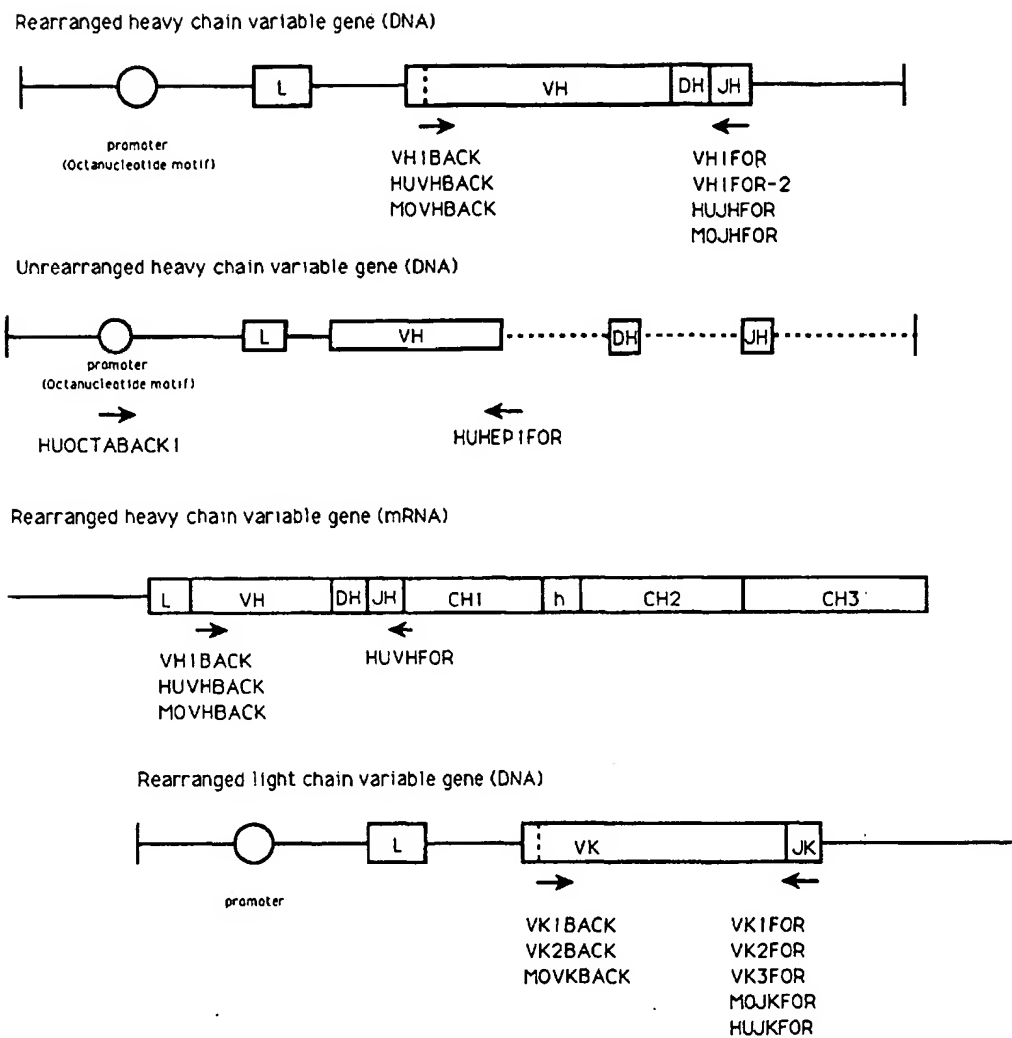 Rearranged heavy chain variable gene (DNA)
L VH DH JH
promoter
(Octanucleotide motif)
VH1BACK VH1FOR
HUVHBACK VH1FOR-2
MOVHBACK HUJHFOR
MOJHFOR
Unrearranged heavy chain variable gene (DNA)
L VH DH JH
promoter
(Octanucleotide motif)
HUOCTABACK1 HUHEP1FOR
Rearranged heavy chain variable gene (mRNA)
L VH DH JH CH1 h CH2 CH3
VH1BACK HUVHFOR
HUVHBACK
MOVHBACK
Rearranged light chain variable gene (DNA)
L VK JK
promoter
VK1BACK VK1FOR
VK2BACK VK2FOR
MOVKBACK VK3FOR
MOJKFOR
HUJKFOR